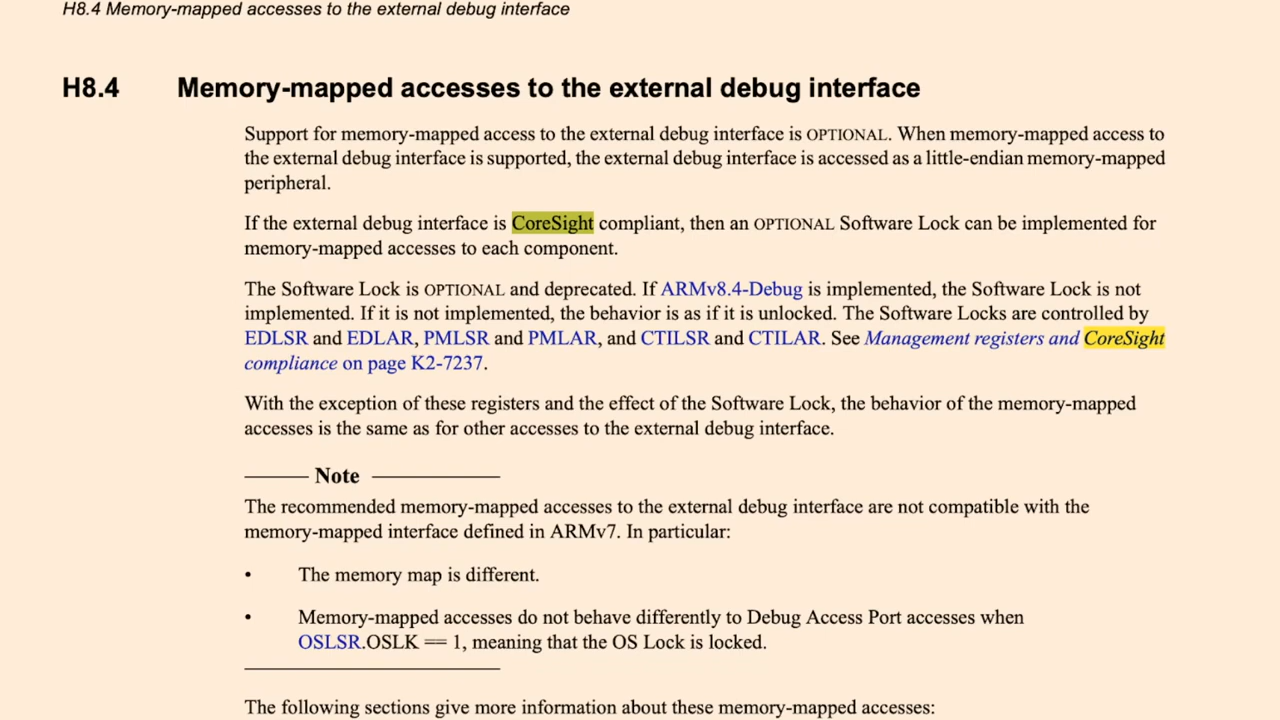 H8.4 Memory-mapped accesses to the external debug interface
H8.4 Memory-mapped accesses to the external debug interface
Support for memory-mapped access to the external debug interface is OPTIONAL. When memory-mapped access to
the external debug interface is supported, the external debug interface is accessed as a little-endian memory-mapped
peripheral.
If the external debug interface is CoreSight compliant, then an OPTIONAL Software Lock can be implemented for
memory-mapped accesses to each component.
The Software Lock is OPTIONAL and deprecated. If ARMv8.4-Debug is implemented, the Software Lock is not
implemented. If it is not implemented, the behavior is as if it is unlocked. The Software Locks are controlled by
EDLSR and EDLAR, PMLSR and PMLAR, and CTILSR and CTILAR. See Management registers and CoreSight
compliance on page K2-7237.
With the exception of these registers and the effect of the Software Lock, the behavior of the memory-mapped
accesses is the same as for other accesses to the external debug interface.
Note
The recommended memory-mapped accesses to the external debug interface are not compatible with the
memory-mapped interface defined in ARMv7. In particular:
• The memory map is different.
• Memory-mapped accesses do not behave differently to Debug Access Port accesses when
OSLSR.OSLK == 1, meaning that the OS Lock is locked.
The following sections give more information about these memory-mapped accesses: